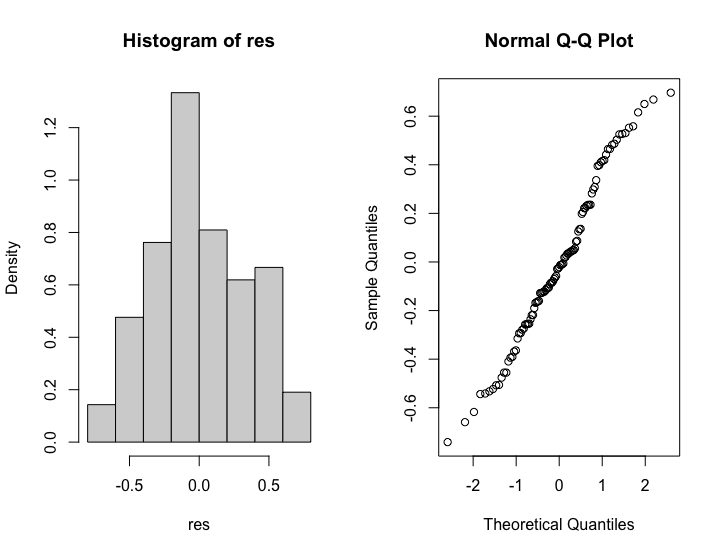 Histogram of res
Density
0.0 0.2 0.4 0.6 0.8 1.0 1.2
-0.5 0.0 0.5
res
Normal Q-Q Plot
Sample Quantiles
-0.6 -0.4 -0.2 0.0 0.2 0.4 0.6
-2 -1 0 1 2
Theoretical Quantiles